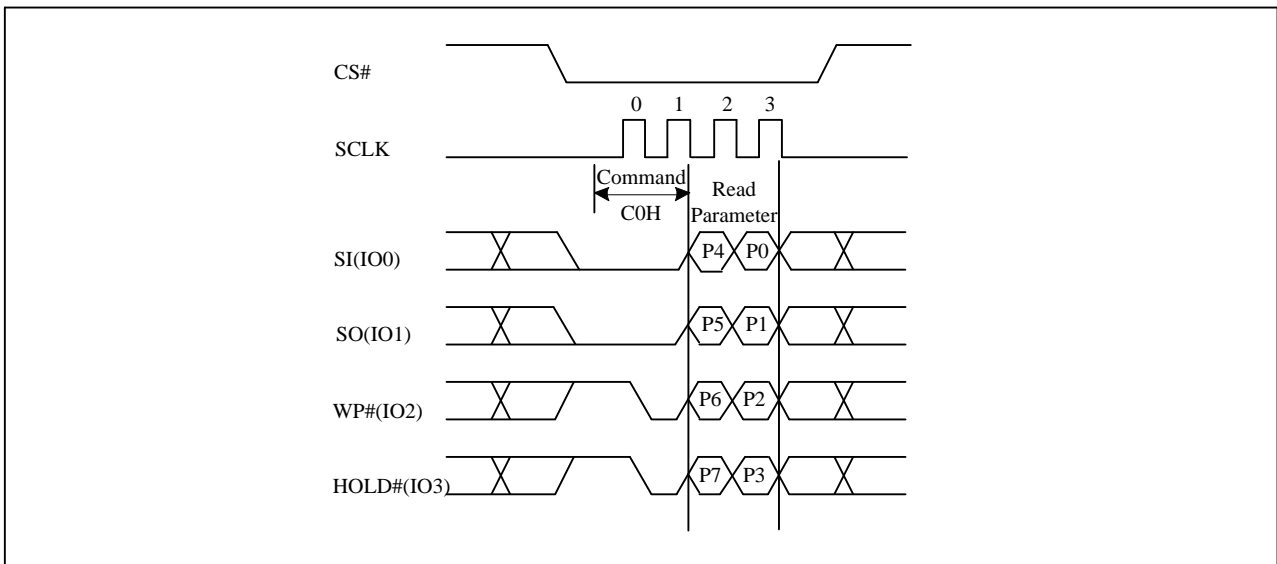 CS#
0 1 2 3
SCLK
Command
C0H
Read
Parameter
SI(IO0)
P4 P0
SO(IO1)
P5 P1
WP#(IO2)
P6 P2
HOLD#(IO3)
P7 P3